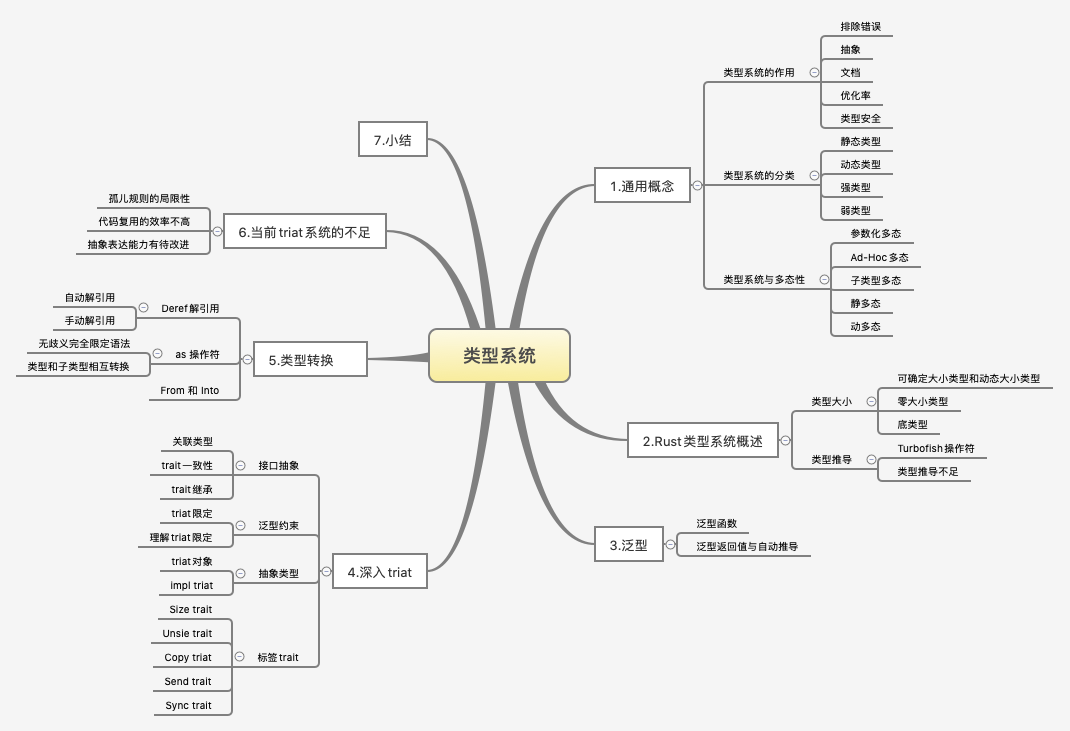 类型系统
1.通用概念
类型系统的作用
排除错误
抽象
文档
优化率
类型安全
类型系统的分类
静态类型
动态类型
强类型
弱类型
类型系统与多态性
参数化多态
Ad-Hoc 多态
子类型多态
静多态
动多态
2.Rust 类型系统概述
类型大小
可确定大小类型和动态大小类型
零大小类型
底类型
类型推导
Turbofish 操作符
类型推导不足
3.泛型
泛型函数
泛型返回值与自动推导
4.深入 triat
接口抽象
关联类型
trait 一致性
trait 继承
泛型约束
triat 限定
理解 triat 限定
抽象类型
triat 对象
impl triat
标签 trait
Size trait
Unsie trait
Copy triat
Send trait
Sync trait
5.类型转换
Deref 解引用
自动解引用
手动解引用
as 操作符
无歧义完全限定语法
类型和子类型相互转换
From 和 Into
6.当前 triat 系统的不足
孤儿规则的局限性
代码复用的效率不高
抽象表达能力有待改进
7.小结